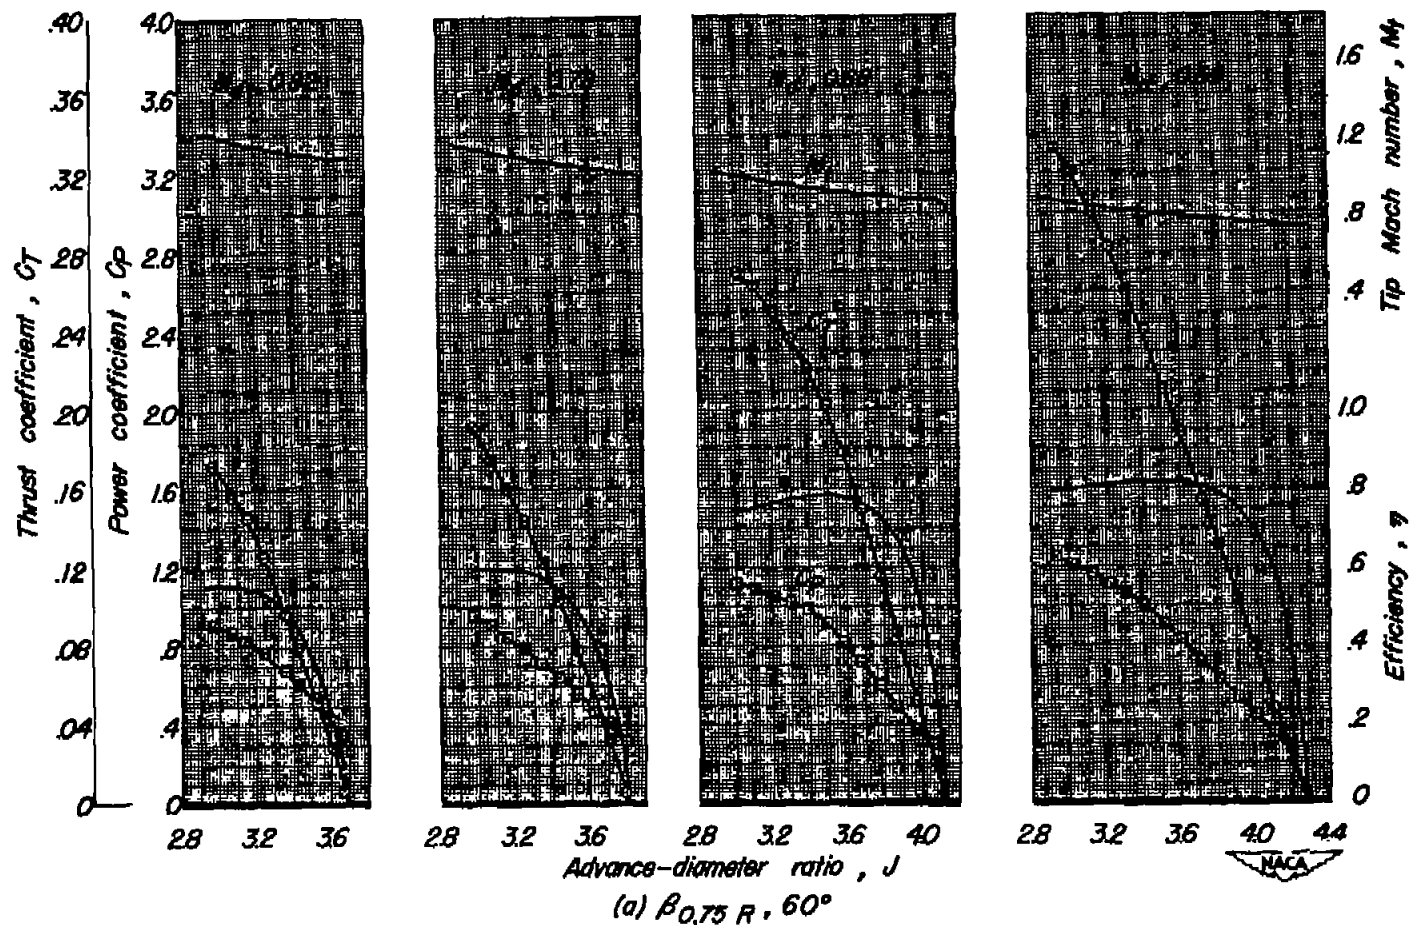 .40 4.0
.36 3.6
.32 3.2
.28 2.8
.24 2.4
.20 2.0
.16 1.6
.12 1.2
.08 .8
.04 .4
0 0
Thrust coefficient , CT
Power coefficient , CP
1.6
1.2
.8
.4
Tip Mach number , Mt
1.0
.8
.6
.4
.2
0
Efficiency , η
2.8 3.2 3.6
2.8 3.2 3.6
2.8 3.2 3.6 4.0
2.8 3.2 3.6 4.0 4.4
Advance-diameter ratio , J
NACA
(a) β0.75 R , 60°